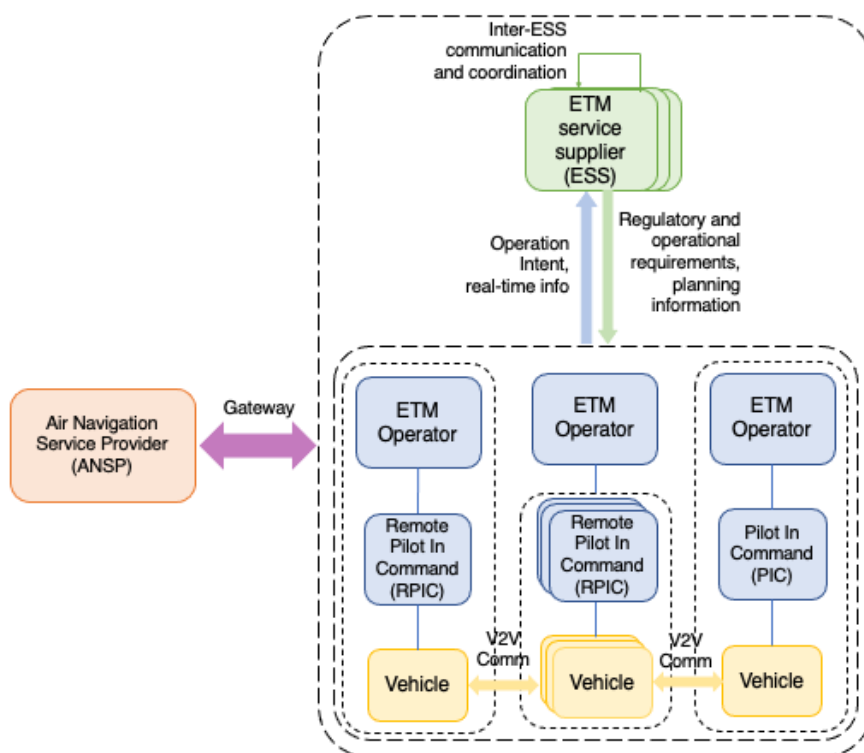 Inter-ESS
communication
and coordination
ETM
service
supplier
(ESS)
Operation
Intent,
real-time info
Regulatory and
operational
requirements,
planning
information
Air Navigation
Service Provider
(ANSP)
Gateway
ETM
Operator
ETM
Operator
ETM
Operator
Remote
Pilot In
Command
(RPIC)
Remote
Pilot In
Command
(RPIC)
Pilot In
Command
(PIC)
Vehicle
V2V
Comm
Vehicle
V2V
Comm
Vehicle